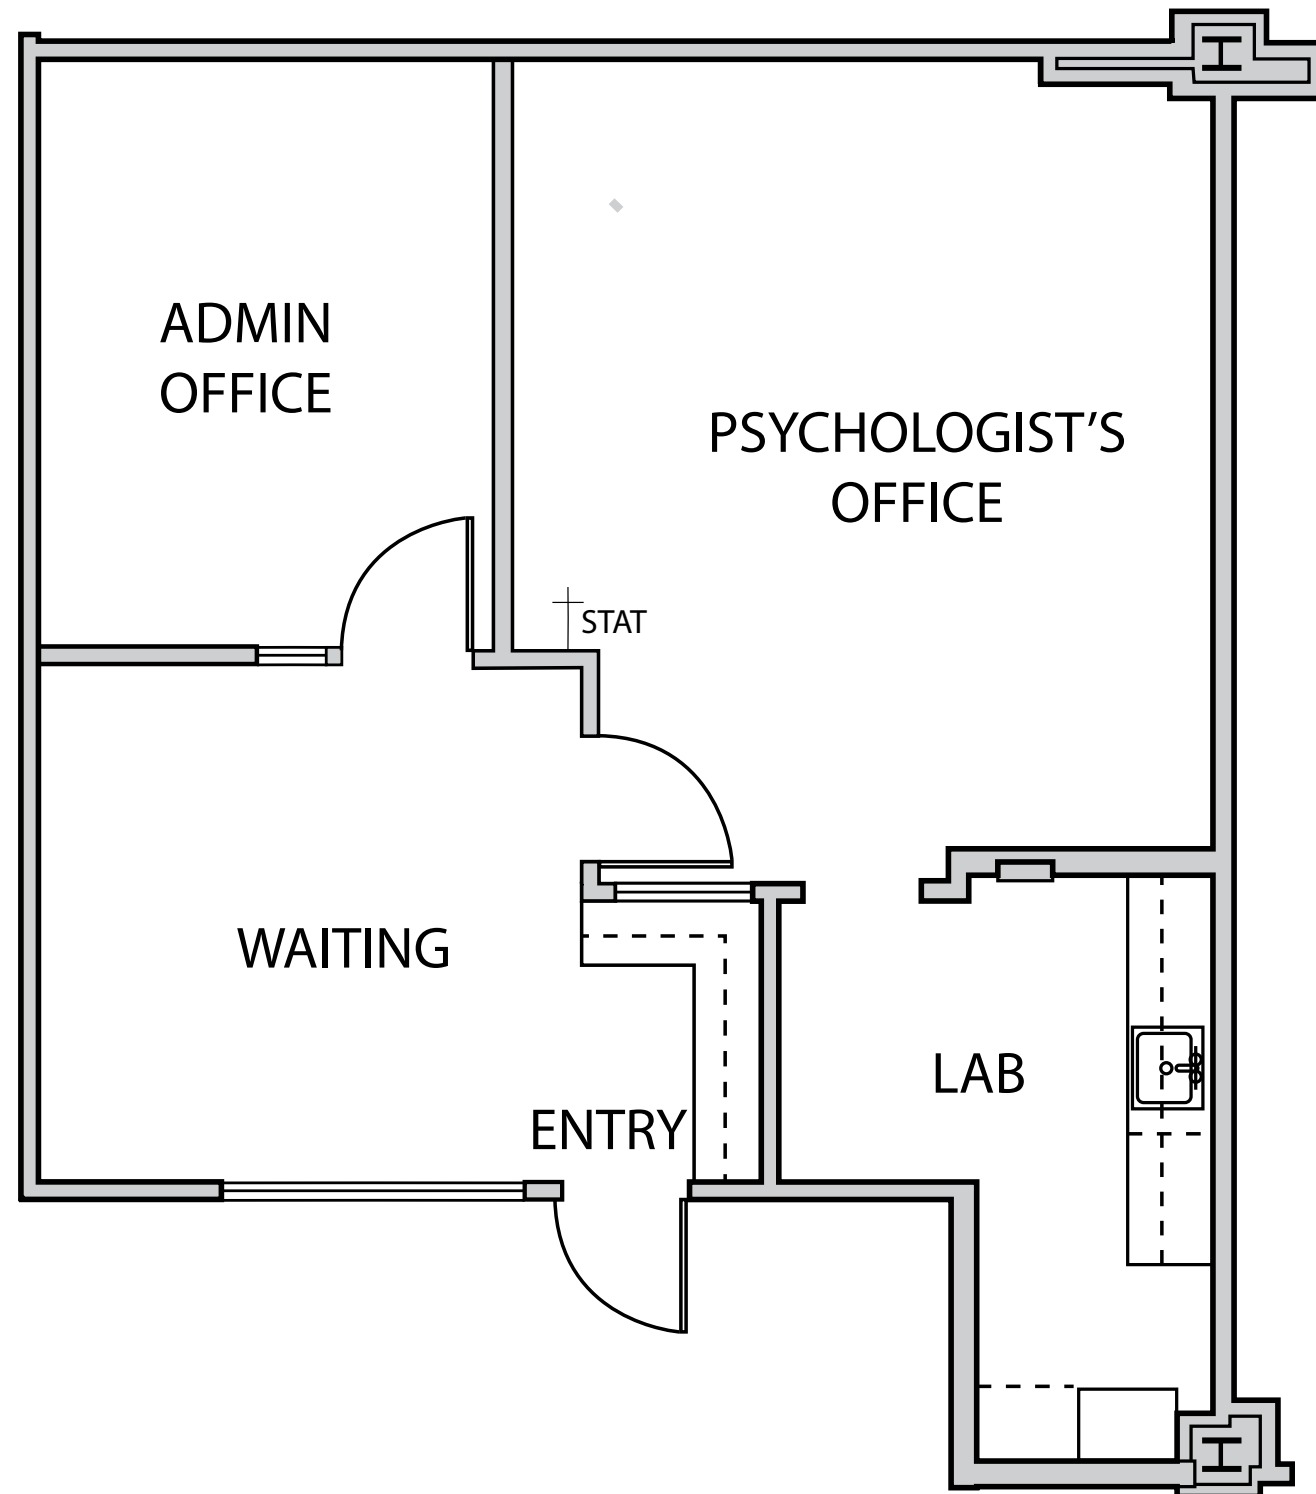 ADMIN
OFFICE
PSYCHOLOGIST'S
OFFICE
STAT
WAITING
LAB
ENTRY